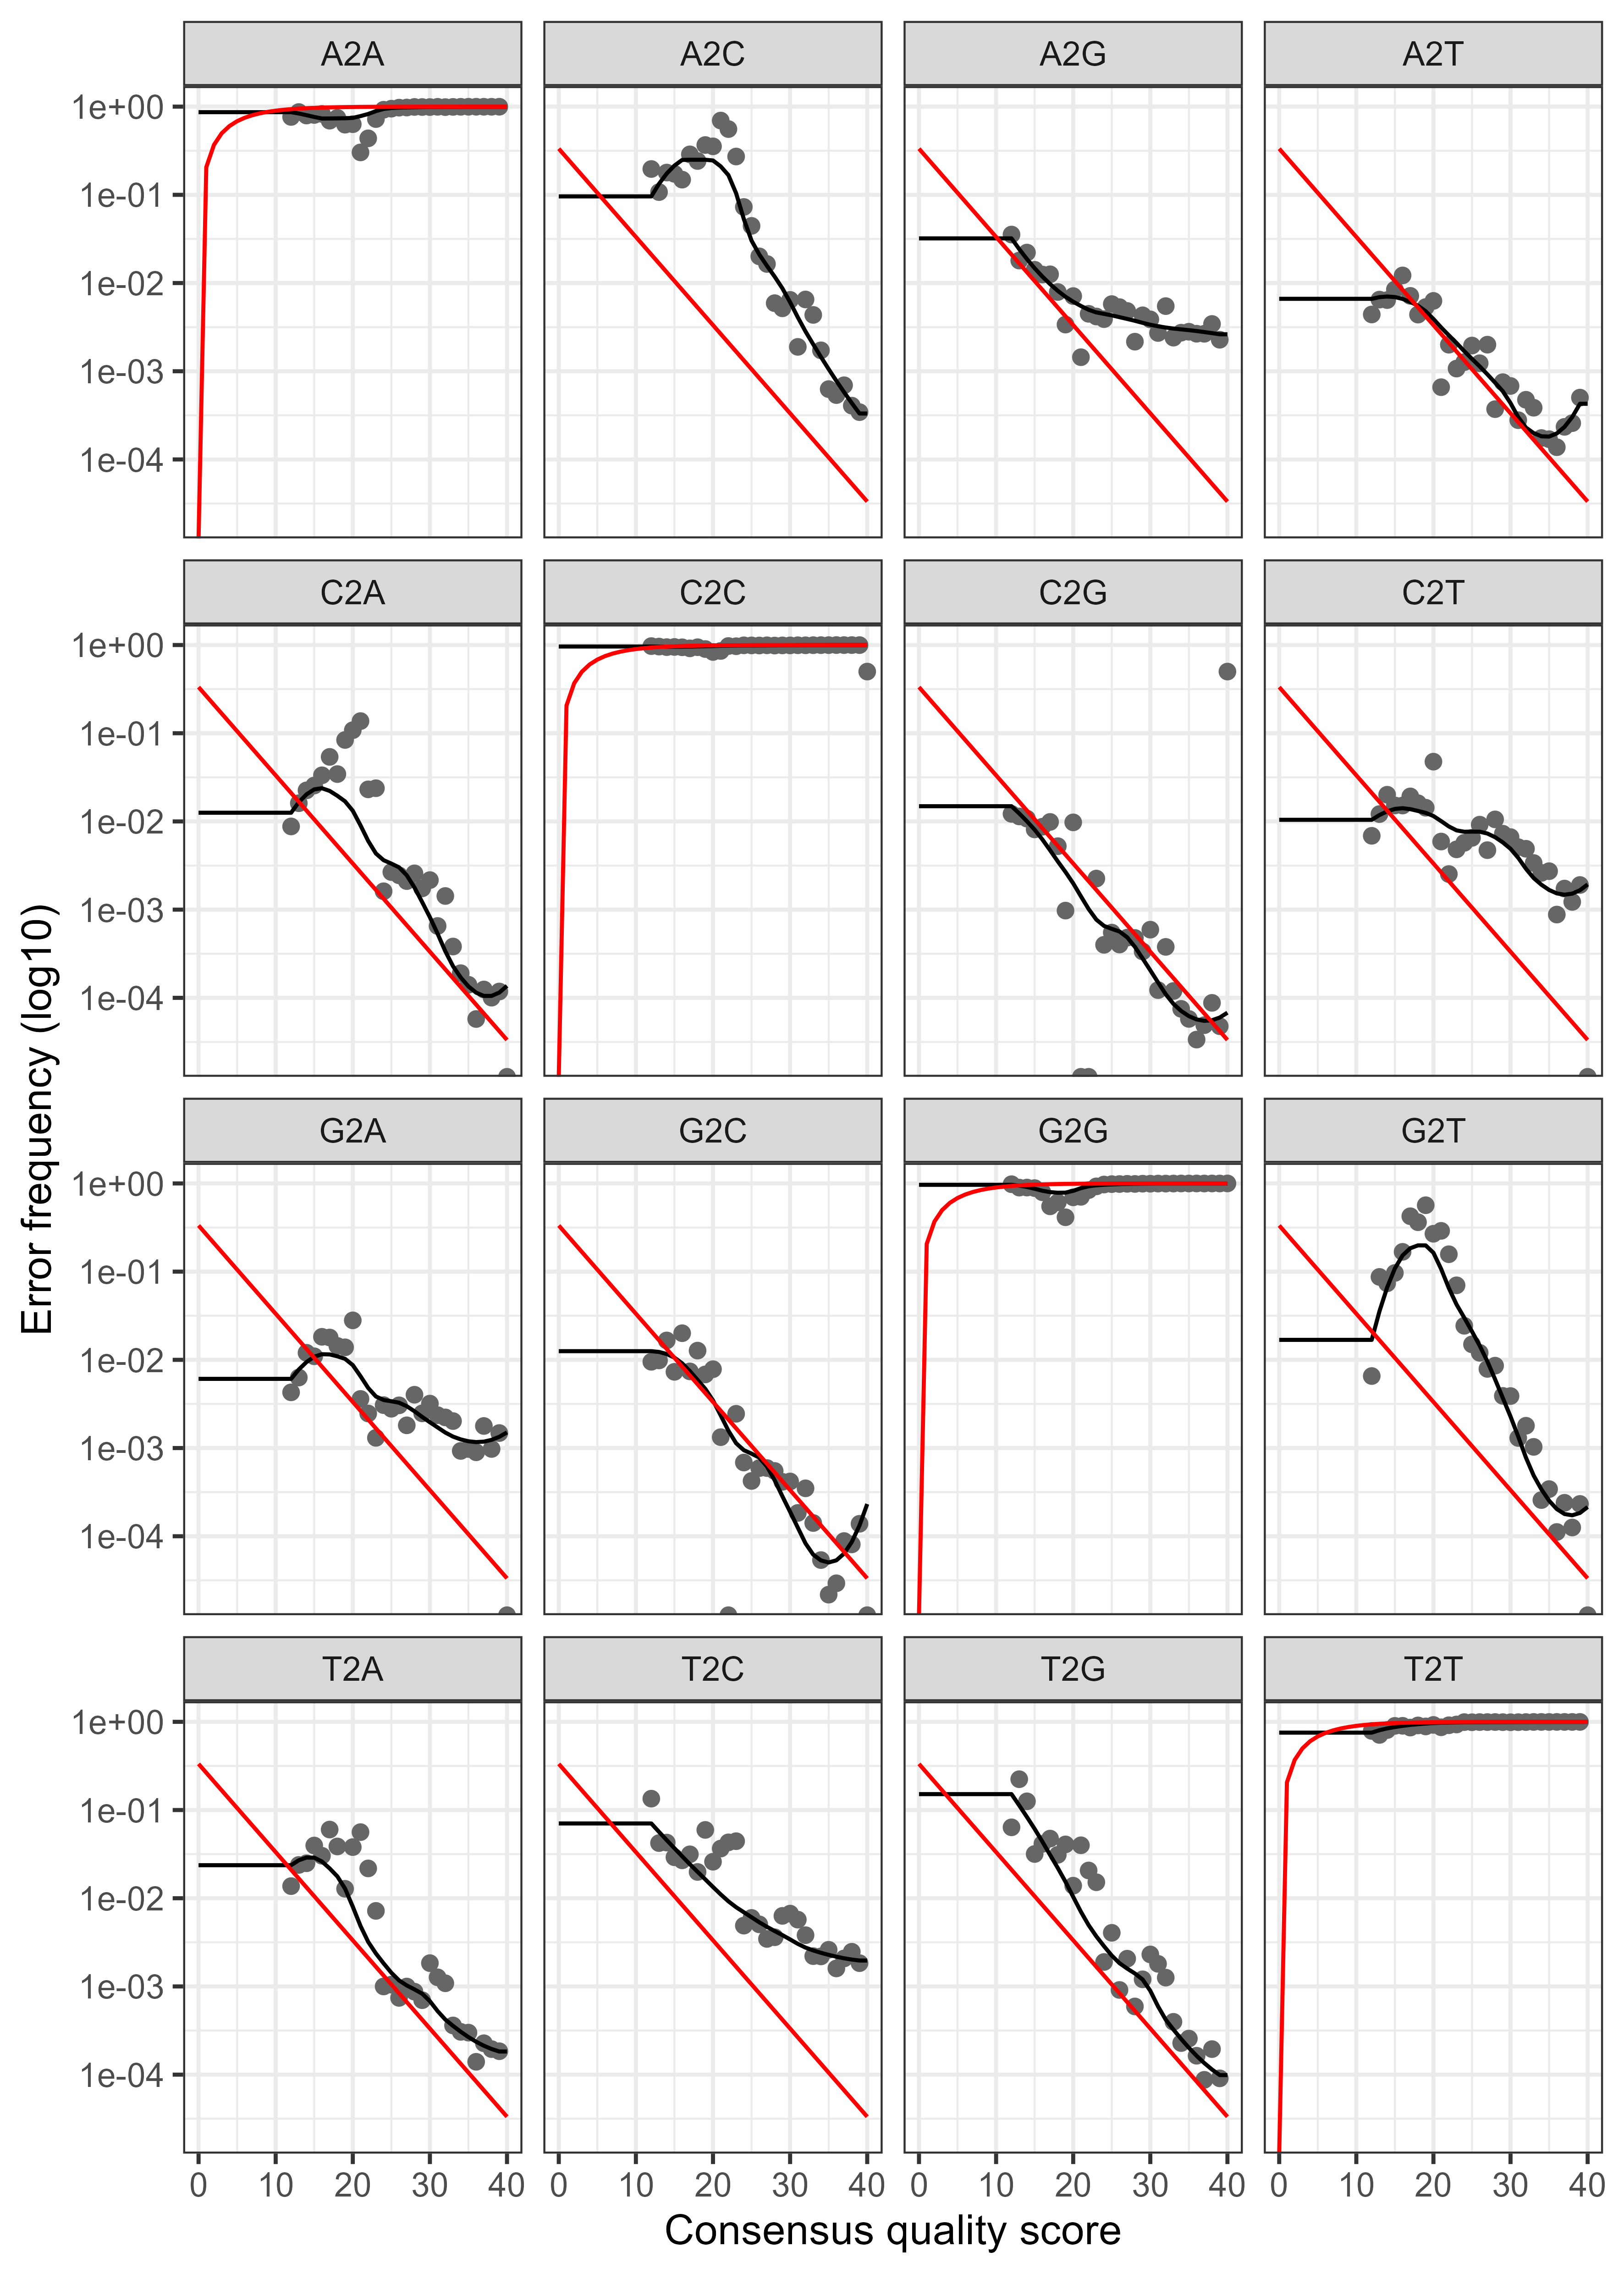 A2A A2C A2G A2T
1e+00
1e-01
1e-02
1e-03
1e-04
C2A C2C C2G C2T
1e+00
1e-01
1e-02
1e-03
1e-04
G2A G2C G2G G2T
1e+00
1e-01
1e-02
1e-03
1e-04
T2A T2C T2G T2T
1e+00
1e-01
1e-02
1e-03
1e-04
0 10 20 30 40 0 10 20 30 40 0 10 20 30 40 0 10 20 30 40
Consensus quality score
Error frequency (log10)